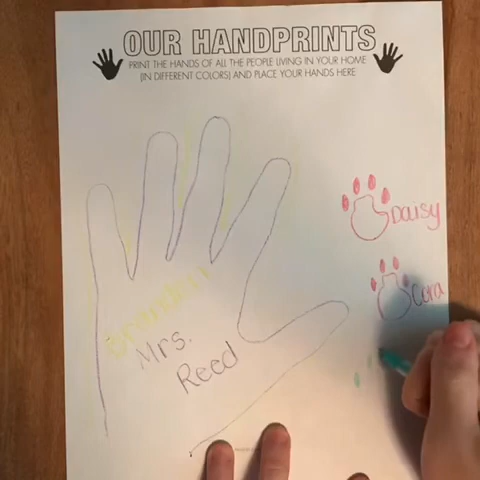 OUR HANDPRINTS
PRINT THE HANDS OF ALL THE PEOPLE LIVING IN YOUR HOME
(IN DIFFERENT COLORS) AND PLACE YOUR HANDS HERE
Daisy
Cora
Brandon
Mrs.
Reed